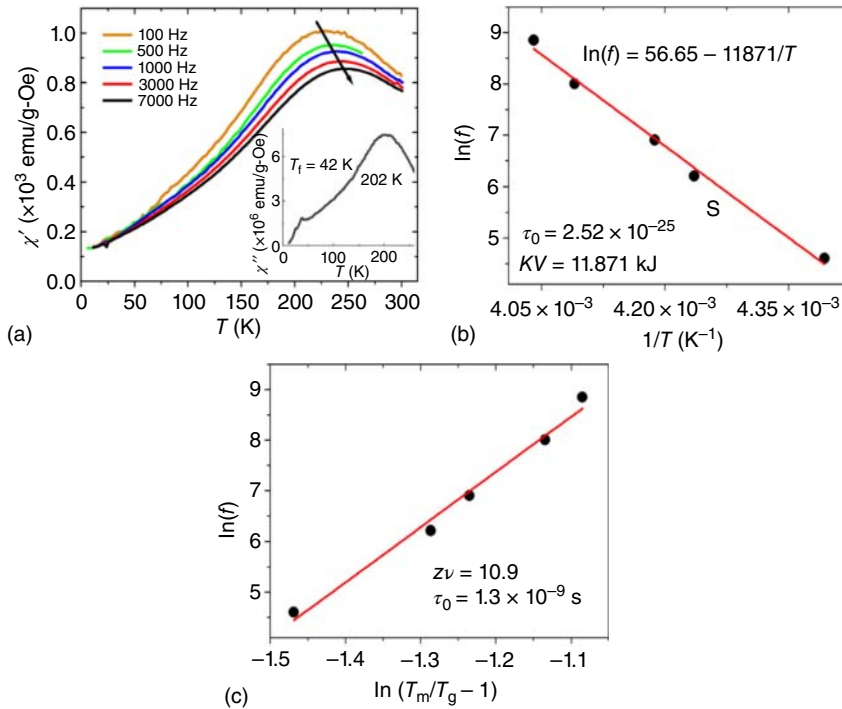 100 Hz
500 Hz
1000 Hz
3000 Hz
7000 Hz
χ′ (×10³ emu/g-Oe)
1.0
0.8
0.6
0.4
0.2
0.0
0 50 100 150 200 250 300
T (K)
χ″ (×10⁶ emu/g-Oe)
6
4
2
0
T_f = 42 K
202 K
0 100 200
T (K)
(a)
ln(f)
9
8
7
6
5
ln(f) = 56.65 – 11871/T
S
τ₀ = 2.52 × 10⁻²⁵
KV = 11.871 kJ
4.05 × 10⁻³ 4.20 × 10⁻³ 4.35 × 10⁻³
1/T (K⁻¹)
(b)
ln(f)
9
8
7
6
5
zν = 10.9
τ₀ = 1.3 × 10⁻⁹ s
–1.5 –1.4 –1.3 –1.2 –1.1
ln (T_m/T_g – 1)
(c)